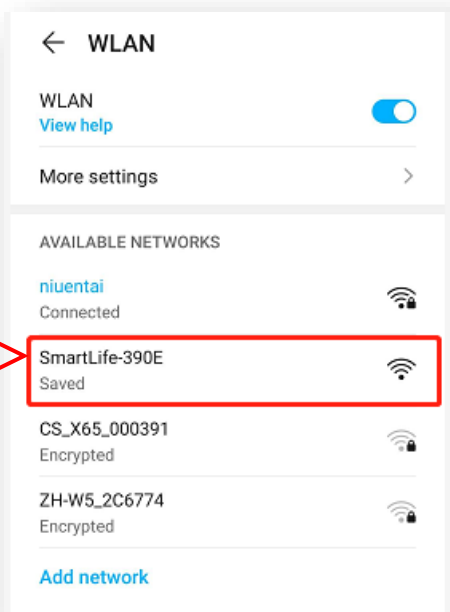 WLAN
WLAN
View help
More settings
AVAILABLE NETWORKS
niuentai
Connected
SmartLife-390E
Saved
CS_X65_000391
Encrypted
ZH-W5_2C6774
Encrypted
Add network